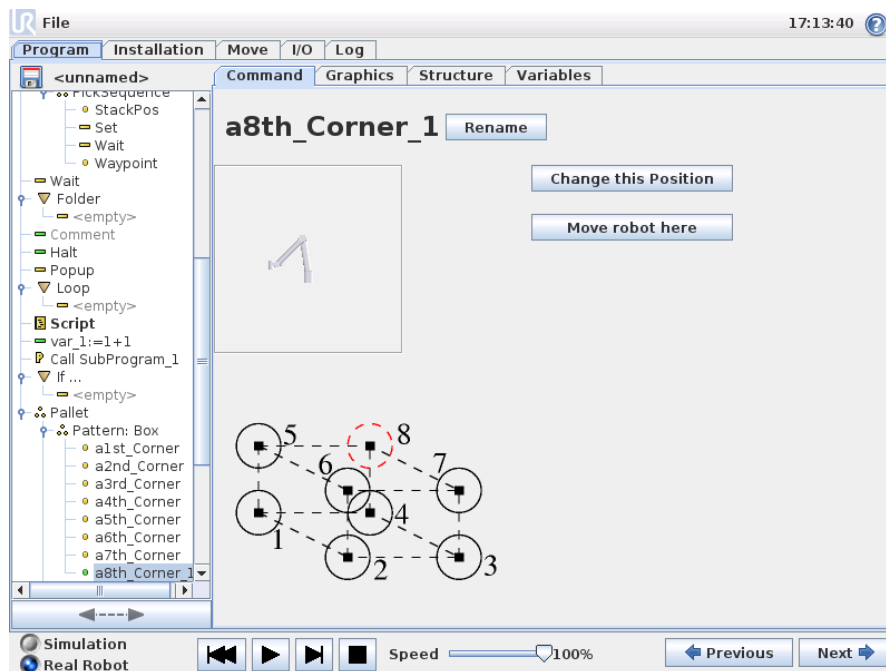 UR File 17:13:40 ?
Program Installation Move I/O Log
<unnamed> Command Graphics Structure Variables
PickSequence
StackPos
Set
Wait
Waypoint
Wait
Folder
<empty>
Comment
Halt
Popup
Loop
<empty>
Script
var_1:=1+1
Call SubProgram_1
If ...
<empty>
Pallet
Pattern: Box
a1st_Corner
a2nd_Corner
a3rd_Corner
a4th_Corner
a5th_Corner
a6th_Corner
a7th_Corner
a8th_Corner_1
a8th_Corner_1 Rename
Change this Position
Move robot here
5 8
6 7
1 4
2 3
Simulation
Real Robot
Speed 100% Previous Next